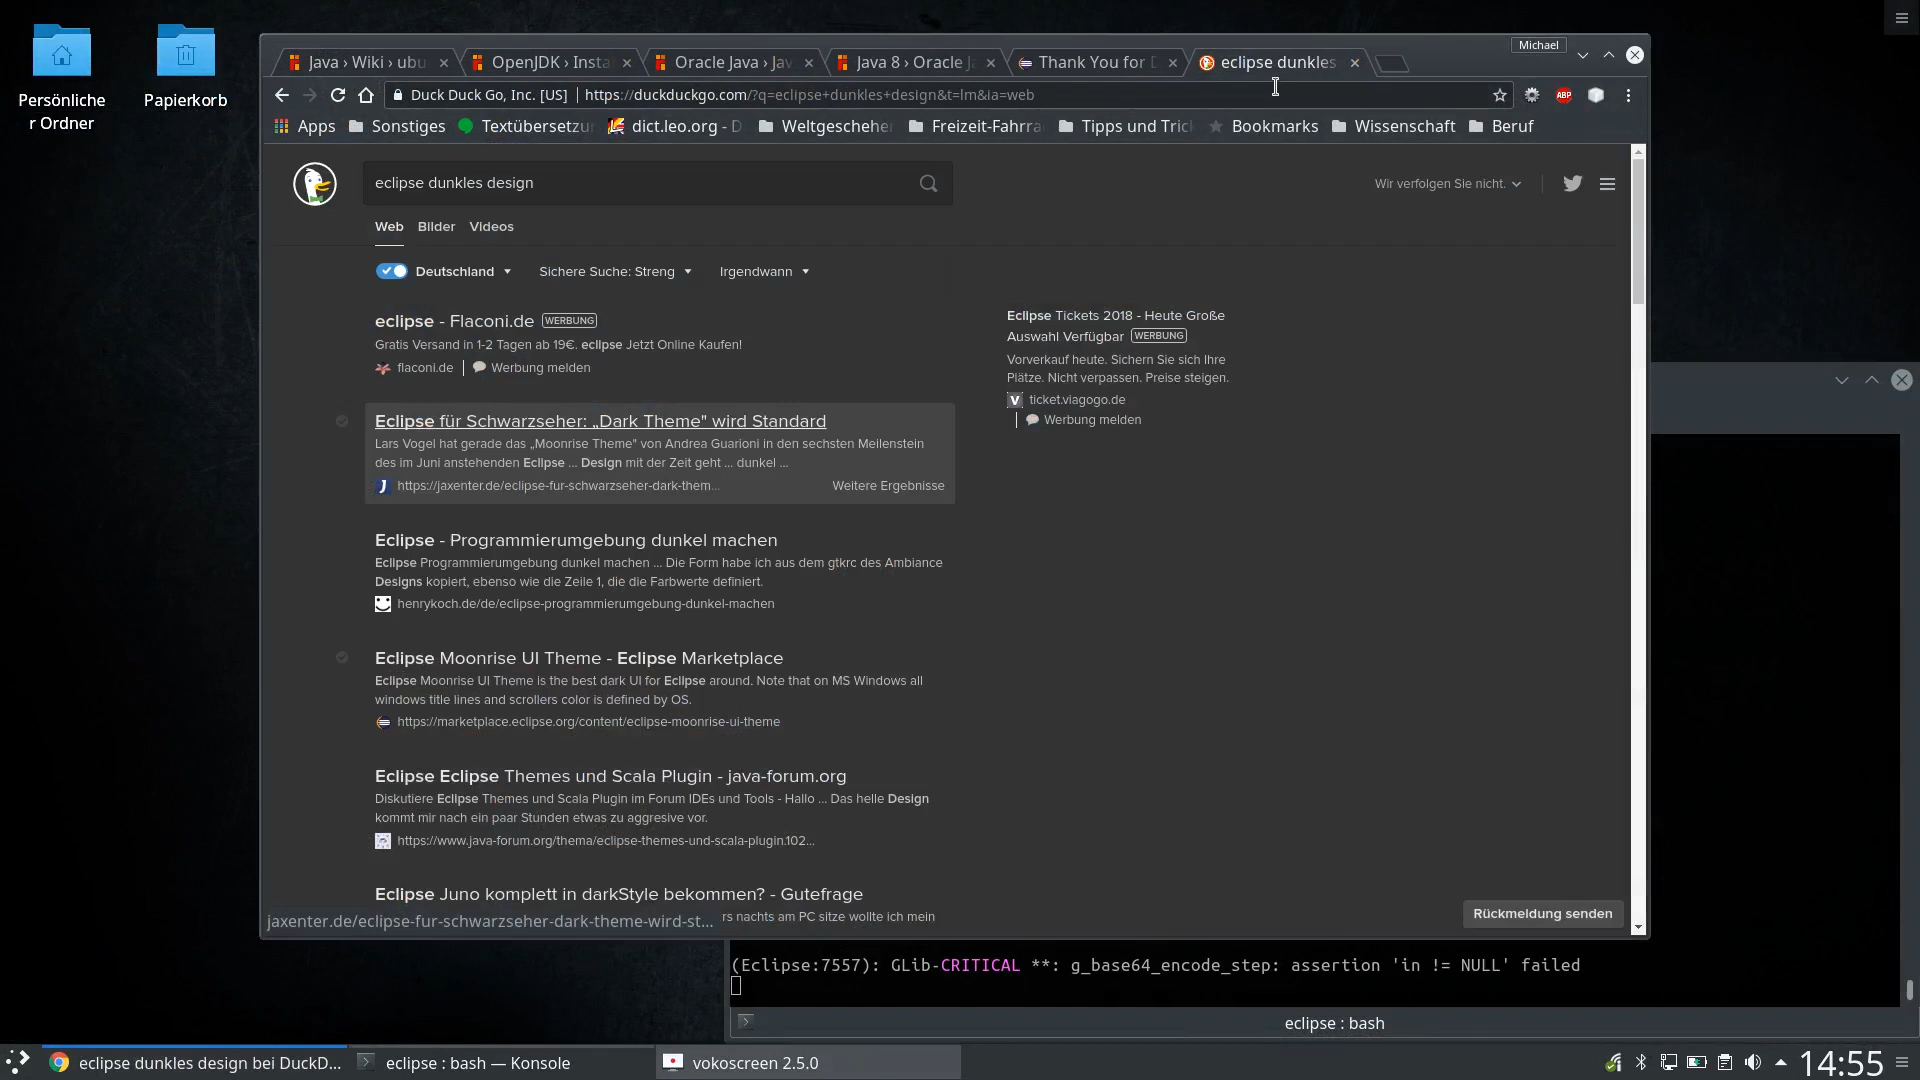 Persönliche
r Ordner
Papierkorb
Michael
Java › Wiki › ubu
OpenJDK › Insta
Oracle Java › Jav
Java 8 › Oracle J
Thank You for D
eclipse dunkles
Duck Duck Go, Inc. [US] | https://duckduckgo.com/?q=eclipse+dunkles+design&t=lm&ia=web
ABP
Apps
Sonstiges
Textübersetzu
dict.leo.org - D
Weltgeschehe
Freizeit-Fahrra
Tipps und Tric
Bookmarks
Wissenschaft
Beruf
eclipse dunkles design
Wir verfolgen Sie nicht.
Web Bilder Videos
Deutschland
Sichere Suche: Streng
Irgendwann
eclipse - Flaconi.de WERBUNG
Gratis Versand in 1-2 Tagen ab 19€. eclipse Jetzt Online Kaufen!
flaconi.de | Werbung melden
Eclipse Tickets 2018 - Heute Große
Auswahl Verfügbar WERBUNG
Vorverkauf heute. Sichern Sie sich Ihre
Plätze. Nicht verpassen. Preise steigen.
V ticket.viagogo.de
| Werbung melden
Eclipse für Schwarzseher: „Dark Theme" wird Standard
Lars Vogel hat gerade das „Moonrise Theme" von Andrea Guarioni in den sechsten Meilenstein
des im Juni anstehenden Eclipse ... Design mit der Zeit geht ... dunkel ...
J https://jaxenter.de/eclipse-fur-schwarzseher-dark-them...
Weitere Ergebnisse
Eclipse - Programmierumgebung dunkel machen
Eclipse Programmierumgebung dunkel machen ... Die Form habe ich aus dem gtkrc des Ambiance
Designs kopiert, ebenso wie die Zeile 1, die die Farbwerte definiert.
henrykoch.de/de/eclipse-programmierumgebung-dunkel-machen
Eclipse Moonrise UI Theme - Eclipse Marketplace
Eclipse Moonrise UI Theme is the best dark UI for Eclipse around. Note that on MS Windows all
windows title lines and scrollers color is defined by OS.
https://marketplace.eclipse.org/content/eclipse-moonrise-ui-theme
Eclipse Eclipse Themes und Scala Plugin - java-forum.org
Diskutiere Eclipse Themes und Scala Plugin im Forum IDEs und Tools - Hallo ... Das helle Design
kommt mir nach ein paar Stunden etwas zu aggresive vor.
https://www.java-forum.org/thema/eclipse-themes-und-scala-plugin.102...
Eclipse Juno komplett in darkStyle bekommen? - Gutefrage
rs nachts am PC sitze wollte ich mein
jaxenter.de/eclipse-fur-schwarzseher-dark-theme-wird-st...
Rückmeldung senden
(Eclipse:7557): GLib-CRITICAL **: g_base64_encode_step: assertion 'in != NULL' failed
eclipse : bash
eclipse dunkles design bei DuckD...
eclipse : bash — Konsole
vokoscreen 2.5.0
14:55